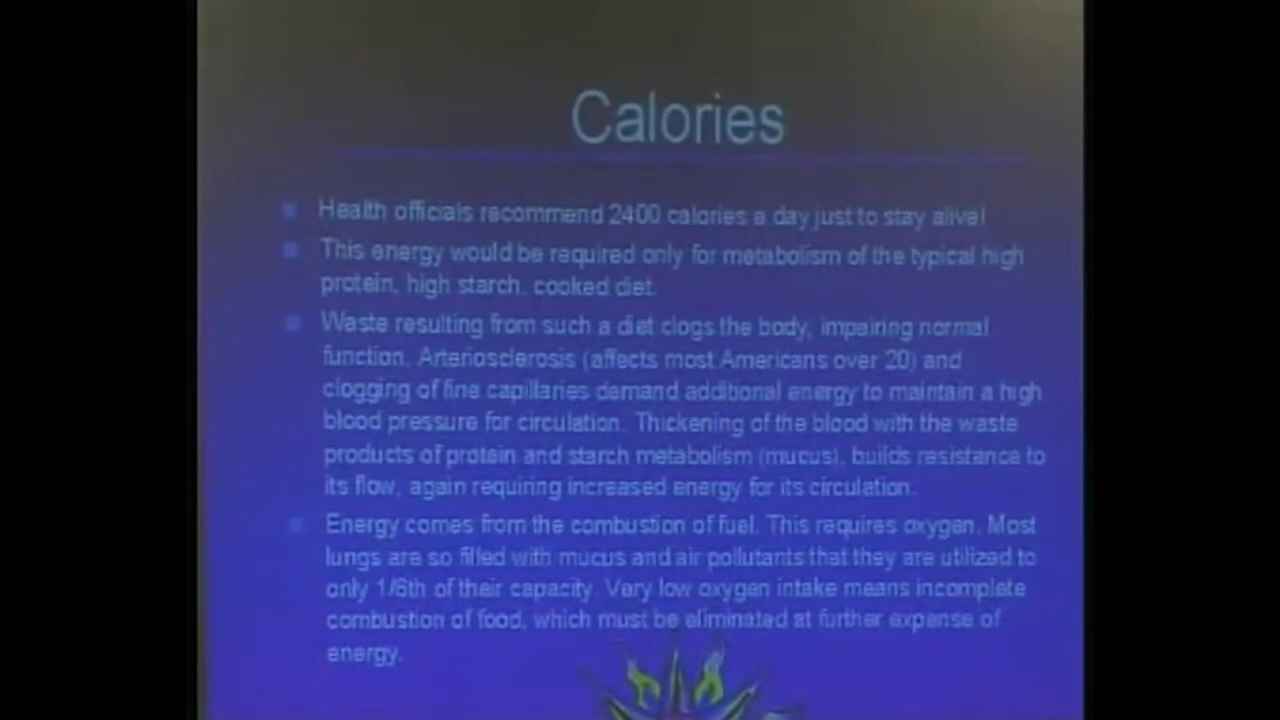 Calories
Health officials recommend 2400 calories a day just to stay alive!
This energy would be required only for metabolism of the typical high
protein, high starch, cooked diet.
Waste resulting from such a diet clogs the body, impairing normal
function. Arteriosclerosis (affects most Americans over 20) and
clogging of fine capillaries demand additional energy to maintain a high
blood pressure for circulation. Thickening of the blood with the waste
products of protein and starch metabolism (mucus), builds resistance to
its flow, again requiring increased energy for its circulation.
Energy comes from the combustion of fuel. This requires oxygen. Most
lungs are so filled with mucus and air pollutants that they are utilized to
only 1/6th of their capacity. Very low oxygen intake means incomplete
combustion of food, which must be eliminated at further expense of
energy.